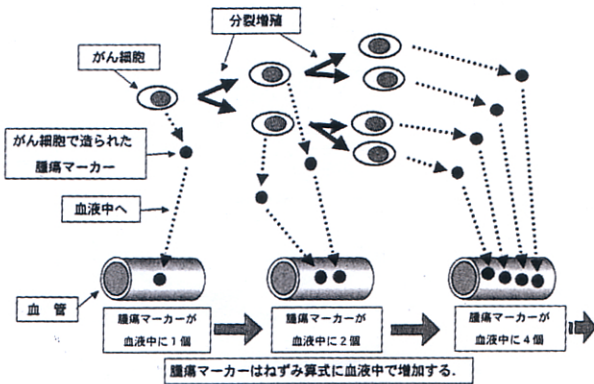 分裂増殖
がん細胞
がん細胞で造られた
腫瘍マーカー
血液中へ
血 管
腫瘍マーカーが
血液中に1個
腫瘍マーカーが
血液中に2個
腫瘍マーカーが
血液中に4個
腫瘍マーカーはねずみ算式に血液中で増加する.